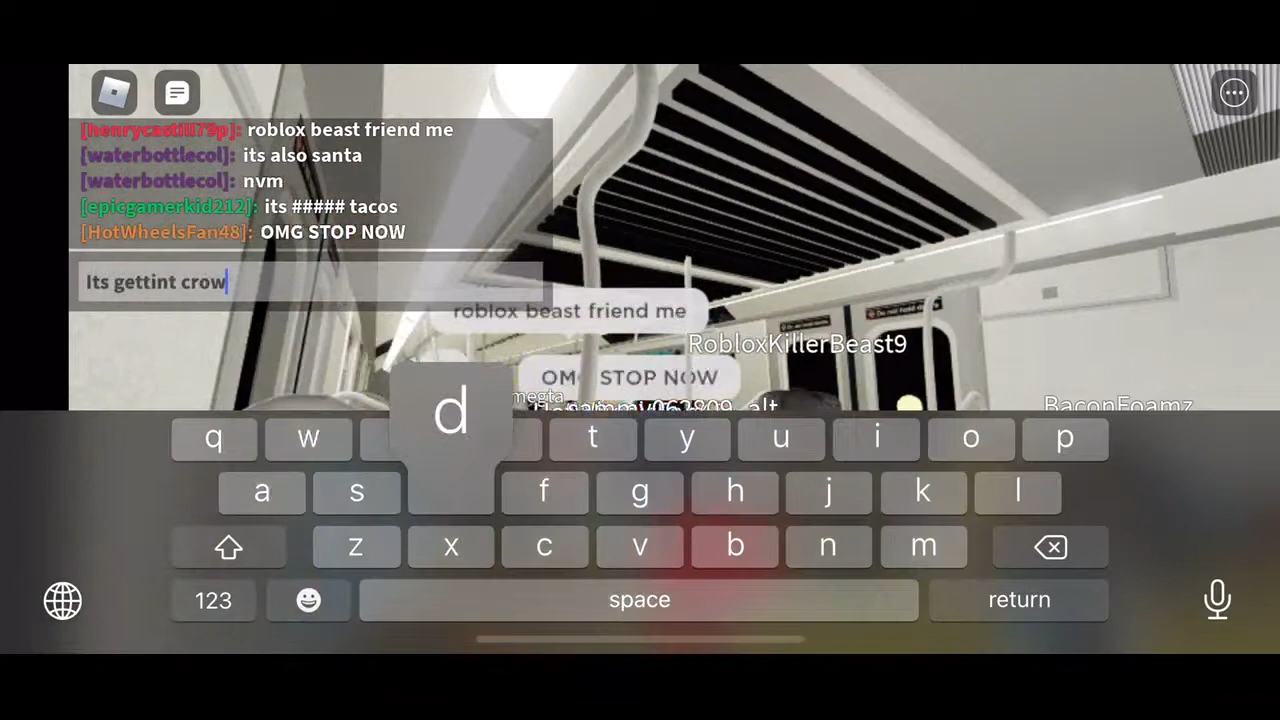 [henrycastill79p]: roblox beast friend me
[waterbottlecol]: its also santa
[waterbottlecol]: nvm
[epicgamerkid212]: its ##### tacos
[HotWheelsFan48]: OMG STOP NOW
Its gettint crow
roblox beast friend me
RobloxKillerBeast9
OMG STOP NOW
BaconFoamz
d
q w t y u i o p
a s f g h j k l
z x c v b n m
123 space return